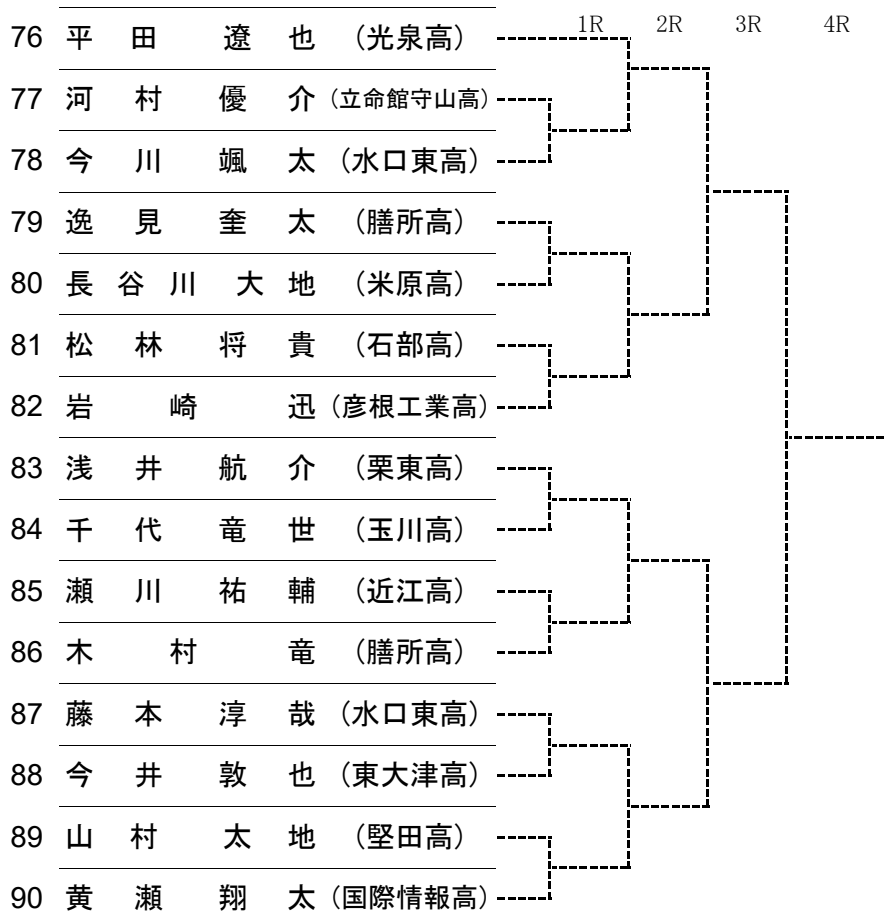 1R 2R 3R 4R
76 平田 遼也 (光泉高)
77 河村 優介 (立命館守山高)
78 今川 颯太 (水口東高)
79 逸見 奎太 (膳所高)
80 長谷川 大地 (米原高)
81 松林 将貴 (石部高)
82 岩崎 迅 (彦根工業高)
83 浅井 航介 (栗東高)
84 千代 竜世 (玉川高)
85 瀬川 祐輔 (近江高)
86 木村 竜 (膳所高)
87 藤本 淳哉 (水口東高)
88 今井 敦也 (東大津高)
89 山村 太地 (堅田高)
90 黄瀬 翔太 (国際情報高)